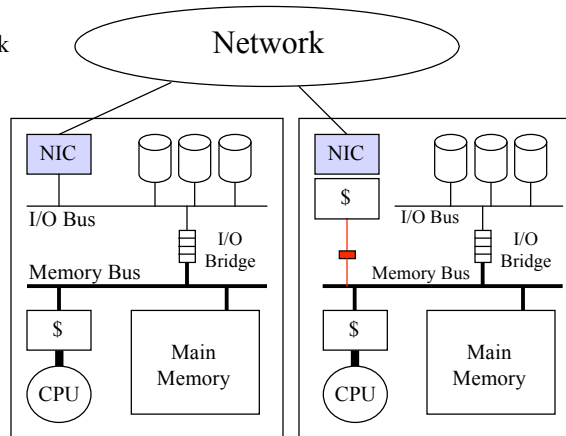 k
Network
NIC
I/O Bus
I/O
Bridge
Memory Bus
$
Main
Memory
CPU
NIC
$
I/O Bus
I/O
Bridge
Memory Bus
$
Main
Memory
CPU